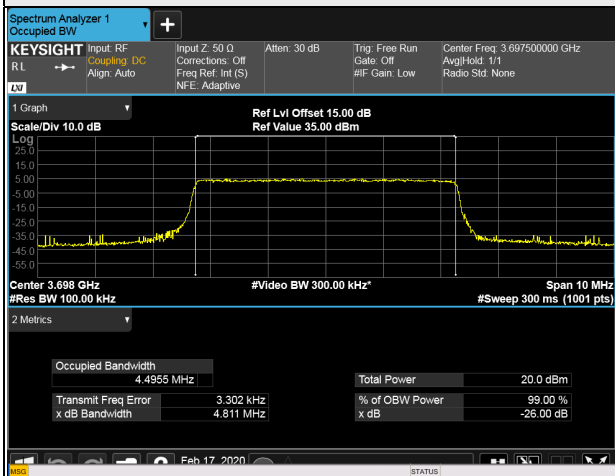 Spectrum Analyzer 1
Occupied BW
+
KEYSIGHT Input: RF Input Z: 50 Ω Atten: 30 dB Trig: Free Run Center Freq: 3.697500000 GHz
R L Coupling: DC Corrections: Off Gate: Off Avg|Hold: 1/1
Align: Auto Freq Ref: Int (S) #IF Gain: Low Radio Std: None
LXI NFE: Adaptive
1 Graph
Ref Lvl Offset 15.00 dB
Scale/Div 10.0 dB Ref Value 35.00 dBm
Log
25.0
15.0
5.00
-5.00
-15.0
-25.0
-35.0
-45.0
-55.0
Center 3.698 GHz #Video BW 300.00 kHz* Span 10 MHz
#Res BW 100.00 kHz #Sweep 300 ms (1001 pts)
2 Metrics
Occupied Bandwidth
4.4955 MHz Total Power 20.0 dBm
Transmit Freq Error 3.302 kHz % of OBW Power 99.00 %
x dB Bandwidth 4.811 MHz x dB -26.00 dB
Feb 17, 2020
MSG STATUS